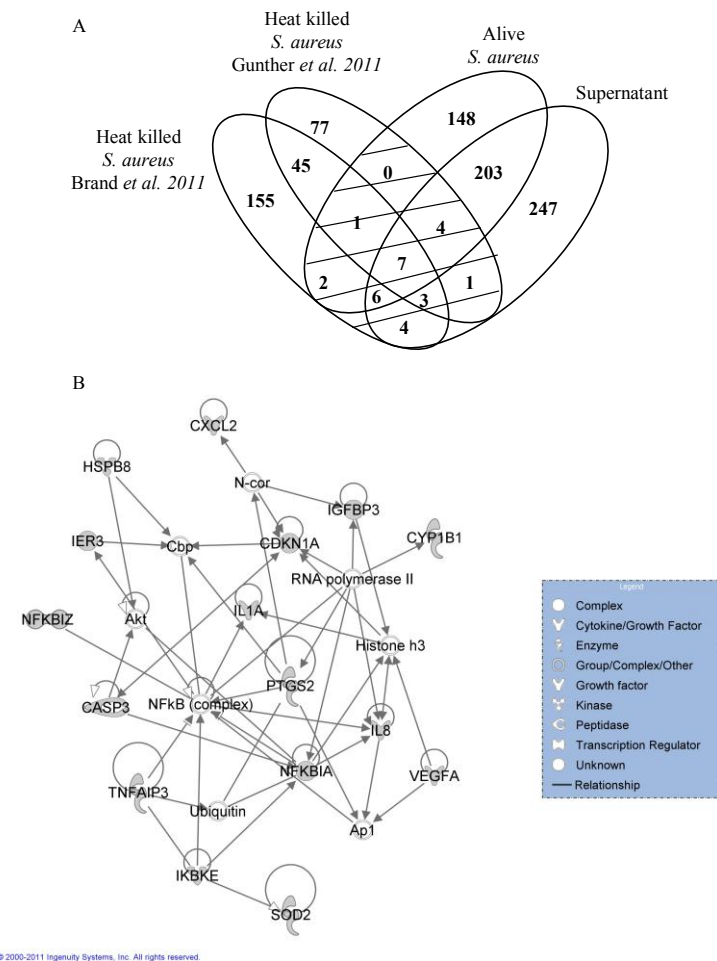 A
Heat killed
S. aureus
Gunther et al. 2011
Alive
S. aureus
Supernatant
Heat killed
S. aureus
Brand et al. 2011
77
148
45
0
203
155
247
1
4
7
2
1
6
3
4
B
CXCL2
HSPB8
N-cor
IGFBP3
CYP1B1
IER3
Cbp
CDKN1A
RNA polymerase II
NFKBIZ
Akt
IL1A
Histone h3
PTGS2
CASP3
NFkB (complex)
IL8
NFKBIA
VEGFA
TNFAIP3
Ubiquitin
Ap1
IKBKE
SOD2
Legend
Complex
Cytokine/Growth Factor
Enzyme
Group/Complex/Other
Growth factor
Kinase
Peptidase
Transcription Regulator
Unknown
Relationship
© 2000-2011 Ingenuity Systems, Inc. All rights reserved.